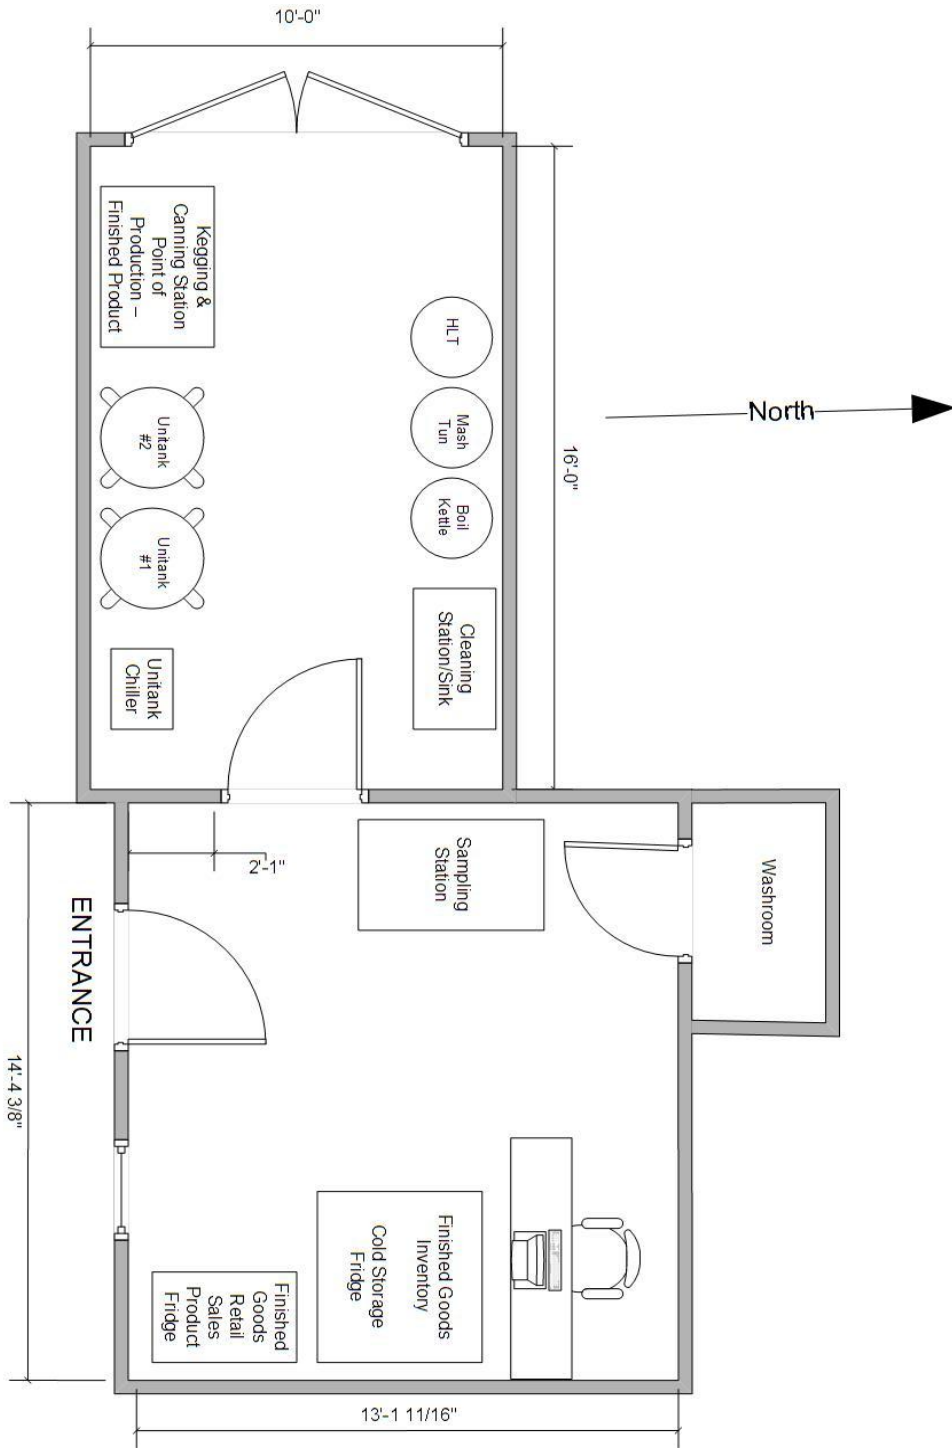 10'-0"
Kegging &
Canning Station
Point of
Production –
Finished Product
HLT
Mash
Tun
Boil
Kettle
Unitank
#2
Unitank
#1
North
16'-0"
Cleaning
Station/Sink
Unitank
Chiller
2'-1"
Sampling
Station
Washroom
ENTRANCE
14'-4 3/8"
Finished Goods
Inventory
Cold Storage
Fridge
Finished
Goods
Retail
Sales
Product
Fridge
13'-1 11/16"